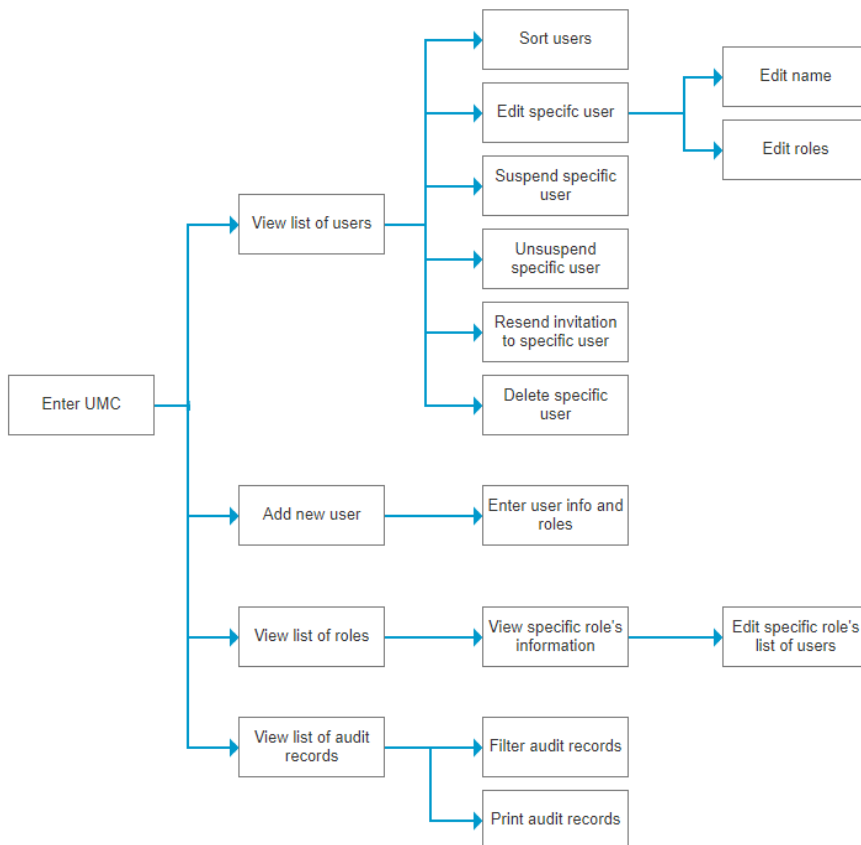 Sort users
Edit name
Edit specifc user
Edit roles
Suspend specific
user
View list of users
Unsuspend
specific user
Resend invitation
to specific user
Enter UMC
Delete specific
user
Add new user
Enter user info and
roles
View list of roles
View specific role's
information
Edit specific role's
list of users
View list of audit
records
Filter audit records
Print audit records